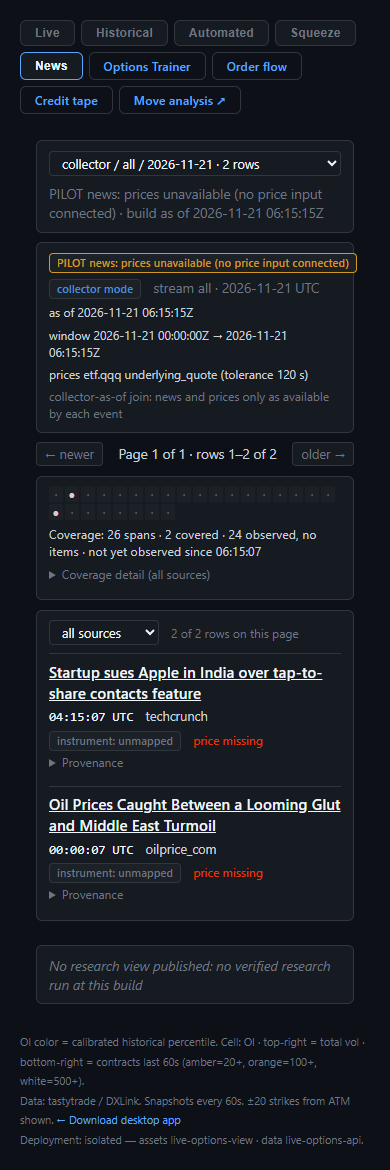 Live Historical Automated Squeeze
News Options Trainer Order flow
Credit tape Move analysis ↗
collector / all / 2026-11-21 · 2 rows
PILOT news: prices unavailable (no price input
connected) · build as of 2026-11-21 06:15:15Z
PILOT news: prices unavailable (no price input connected)
collector mode stream all · 2026-11-21 UTC
as of 2026-11-21 06:15:15Z
window 2026-11-21 00:00:00Z → 2026-11-21
06:15:15Z
prices etf.qqq underlying_quote (tolerance 120 s)
collector-as-of join: news and prices only as available
by each event
← newer Page 1 of 1 · rows 1–2 of 2 older →
Coverage: 26 spans · 2 covered · 24 observed, no
items · not yet observed since 06:15:07
▶ Coverage detail (all sources)
all sources 2 of 2 rows on this page
Startup sues Apple in India over tap-to-
share contacts feature
04:15:07 UTC techcrunch
instrument: unmapped price missing
▶ Provenance
Oil Prices Caught Between a Looming Glut
and Middle East Turmoil
00:00:07 UTC oilprice_com
instrument: unmapped price missing
▶ Provenance
No research view published: no verified research
run at this build
OI color = calibrated historical percentile. Cell: OI · top-right = total vol ·
bottom-right = contracts last 60s (amber=20+, orange=100+,
white=500+).
Data: tastytrade / DXLink. Snapshots every 60s. ±20 strikes from ATM
shown. ← Download desktop app
Deployment: isolated — assets live-options-view · data live-options-api.